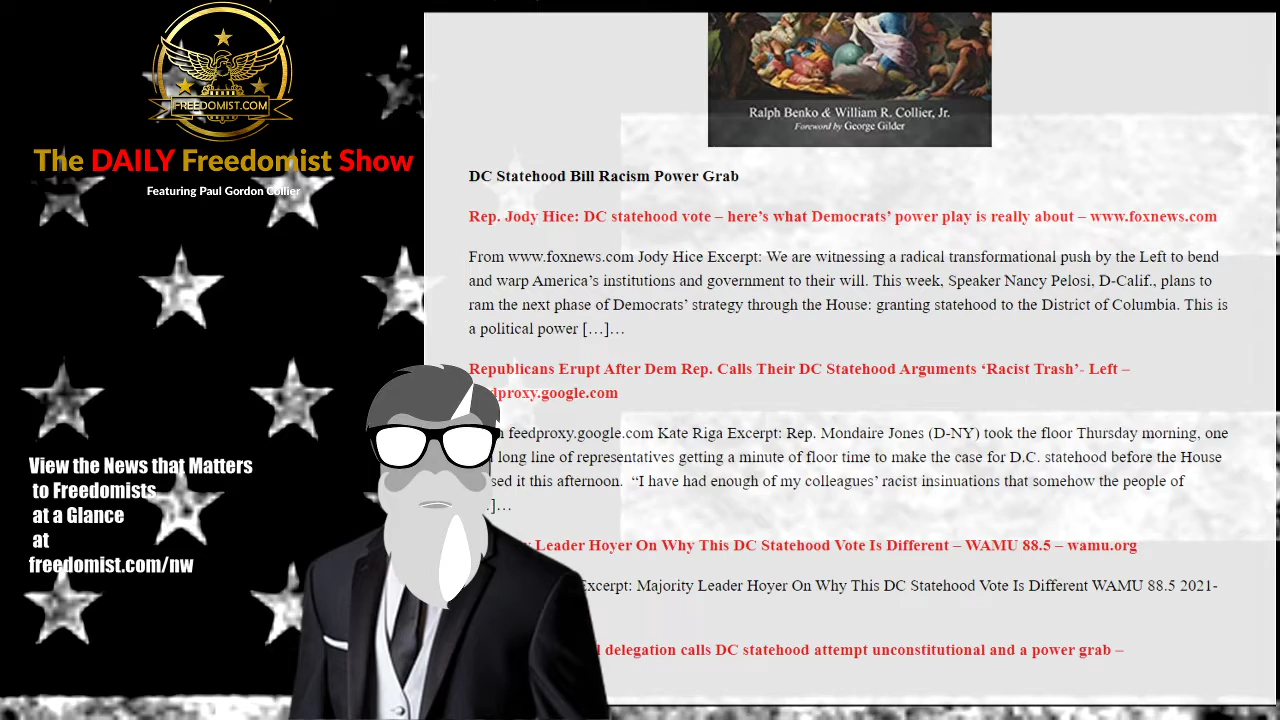 FREEDOMIST.COM
The DAILY Freedomist Show
Featuring Paul Gordon Collier
View the News that Matters
to Freedomists
at a Glance
at
freedomist.com/nw
Ralph Benko & William R. Collier, Jr.
Foreword by George Gilder
DC Statehood Bill Racism Power Grab
Rep. Jody Hice: DC statehood vote – here’s what Democrats’ power play is really about – www.foxnews.com
From www.foxnews.com Jody Hice Excerpt: We are witnessing a radical transformational push by the Left to bend
and warp America’s institutions and government to their will. This week, Speaker Nancy Pelosi, D-Calif., plans to
ram the next phase of Democrats’ strategy through the House: granting statehood to the District of Columbia. This is
a political power […]…
Republicans Erupt After Dem Rep. Calls Their DC Statehood Arguments ‘Racist Trash’- Left –
dproxy.google.com
feedproxy.google.com Kate Riga Excerpt: Rep. Mondaire Jones (D-NY) took the floor Thursday morning, one
long line of representatives getting a minute of floor time to make the case for D.C. statehood before the House
sed it this afternoon. “I have had enough of my colleagues’ racist insinuations that somehow the people of
.]…
Leader Hoyer On Why This DC Statehood Vote Is Different – WAMU 88.5 – wamu.org
Excerpt: Majority Leader Hoyer On Why This DC Statehood Vote Is Different WAMU 88.5 2021-
delegation calls DC statehood attempt unconstitutional and a power grab –